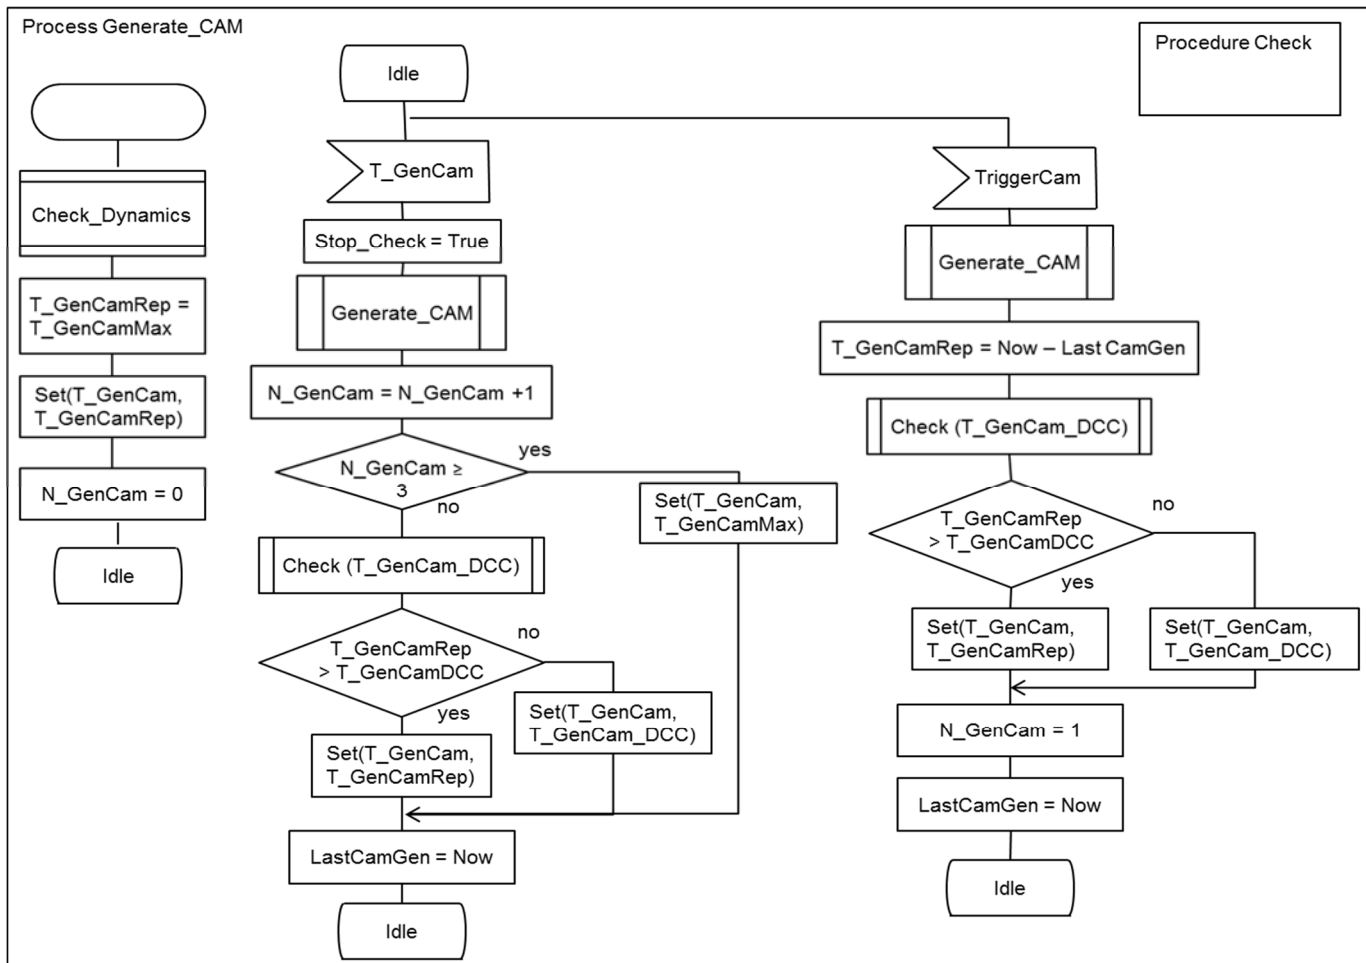 Process Generate_CAM
Procedure Check
Check_Dynamics
T_GenCamRep =
T_GenCamMax
Set(T_GenCam,
T_GenCamRep)
N_GenCam = 0
Idle
Idle
T_GenCam
Stop_Check = True
Generate_CAM
N_GenCam = N_GenCam +1
N_GenCam ≥
3
yes
no
Set(T_GenCam,
T_GenCamMax)
Check (T_GenCam_DCC)
T_GenCamRep
> T_GenCamDCC
no
yes
Set(T_GenCam,
T_GenCam_DCC)
Set(T_GenCam,
T_GenCamRep)
LastCamGen = Now
Idle
TriggerCam
Generate_CAM
T_GenCamRep = Now – Last CamGen
Check (T_GenCam_DCC)
T_GenCamRep
> T_GenCamDCC
no
yes
Set(T_GenCam,
T_GenCamRep)
Set(T_GenCam,
T_GenCam_DCC)
N_GenCam = 1
LastCamGen = Now
Idle